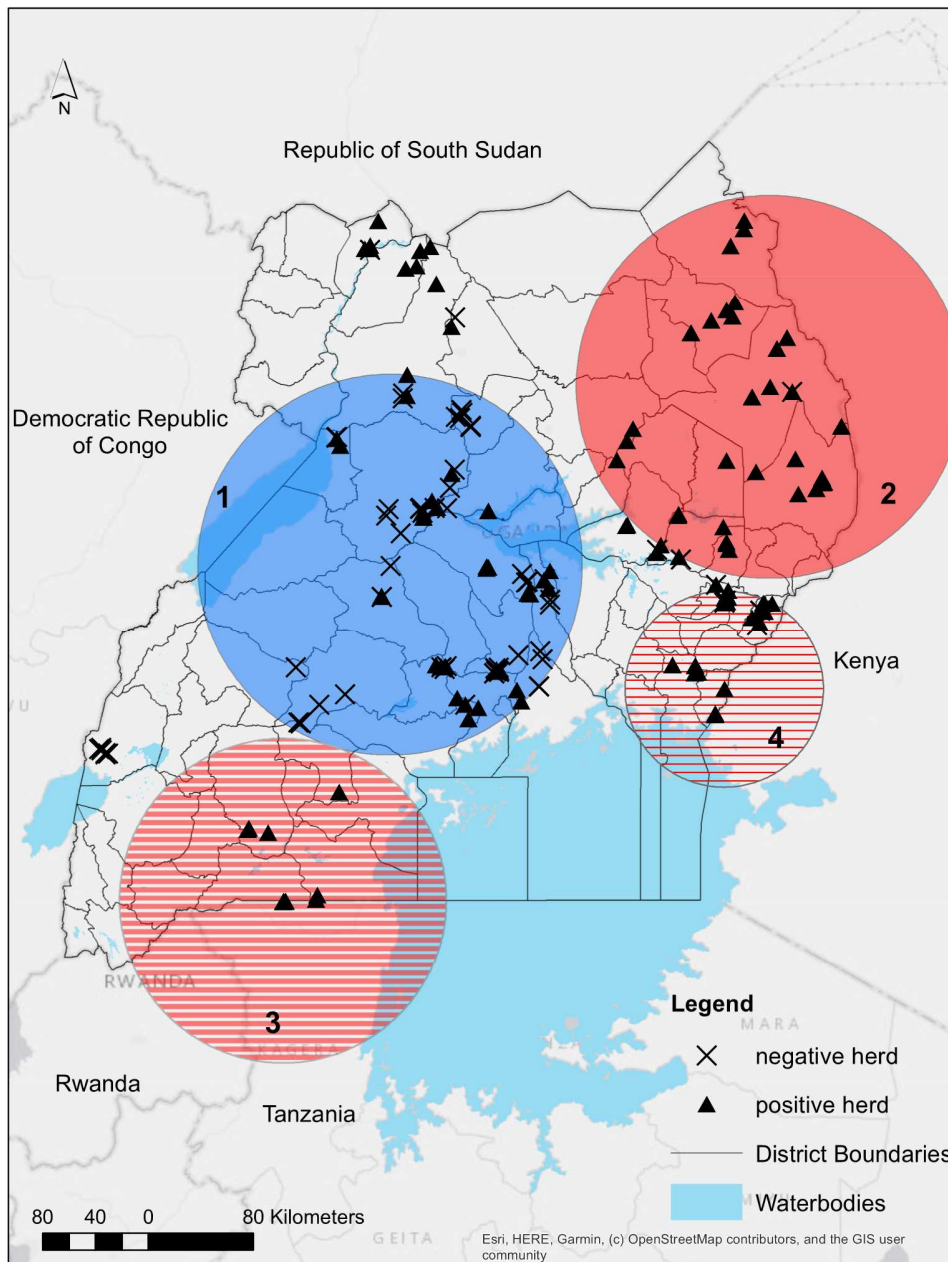 N
Republic of South Sudan
Democratic Republic
of Congo
1
2
UGANDA
Kenya
4
3
RWANDA
KAGERA
Rwanda
Tanzania
Legend
MARA
negative herd
positive herd
District Boundaries
Waterbodies
80 40 0 80 Kilometers
GEITA
Esri, HERE, Garmin, (c) OpenStreetMap contributors, and the GIS user
community